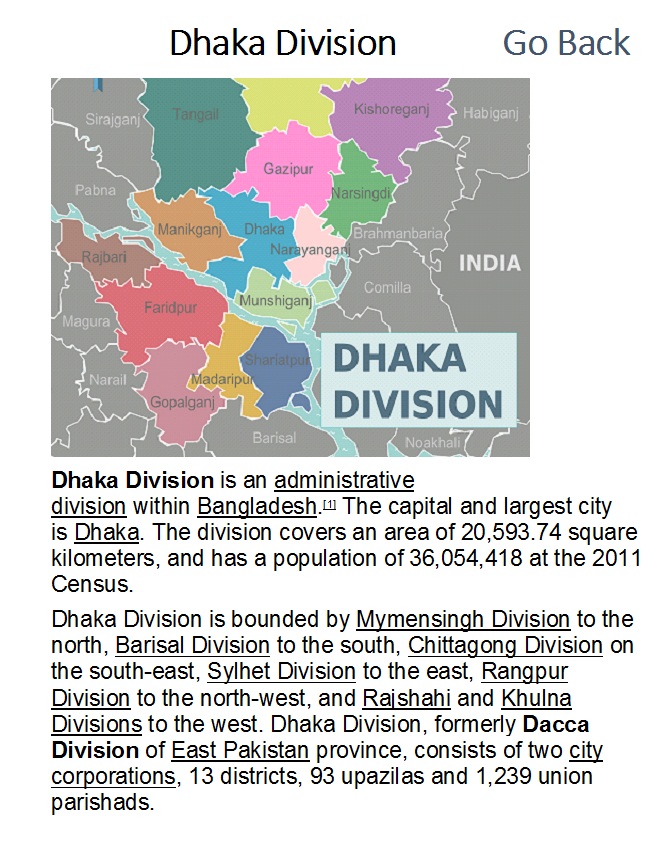 Dhaka Division Go Back
Tangail
Kishoreganj
Sirajganj
Habiganj
Gazipur
Pabna
Narsingdi
Manikganj
Dhaka
Brahmanbaria
Narayanganj
Rajbari
INDIA
Comilla
Munshiganj
Faridpur
Magura
Shariatpur
DHAKA
Narail
Madaripur
Gopalganj
DIVISION
Barisal
Noakhali
Dhaka Division is an administrative
division within Bangladesh.[1] The capital and largest city
is Dhaka. The division covers an area of 20,593.74 square
kilometers, and has a population of 36,054,418 at the 2011
Census.
Dhaka Division is bounded by Mymensingh Division to the
north, Barisal Division to the south, Chittagong Division on
the south-east, Sylhet Division to the east, Rangpur
Division to the north-west, and Rajshahi and Khulna
Divisions to the west. Dhaka Division, formerly Dacca
Division of East Pakistan province, consists of two city
corporations, 13 districts, 93 upazilas and 1,239 union
parishads.